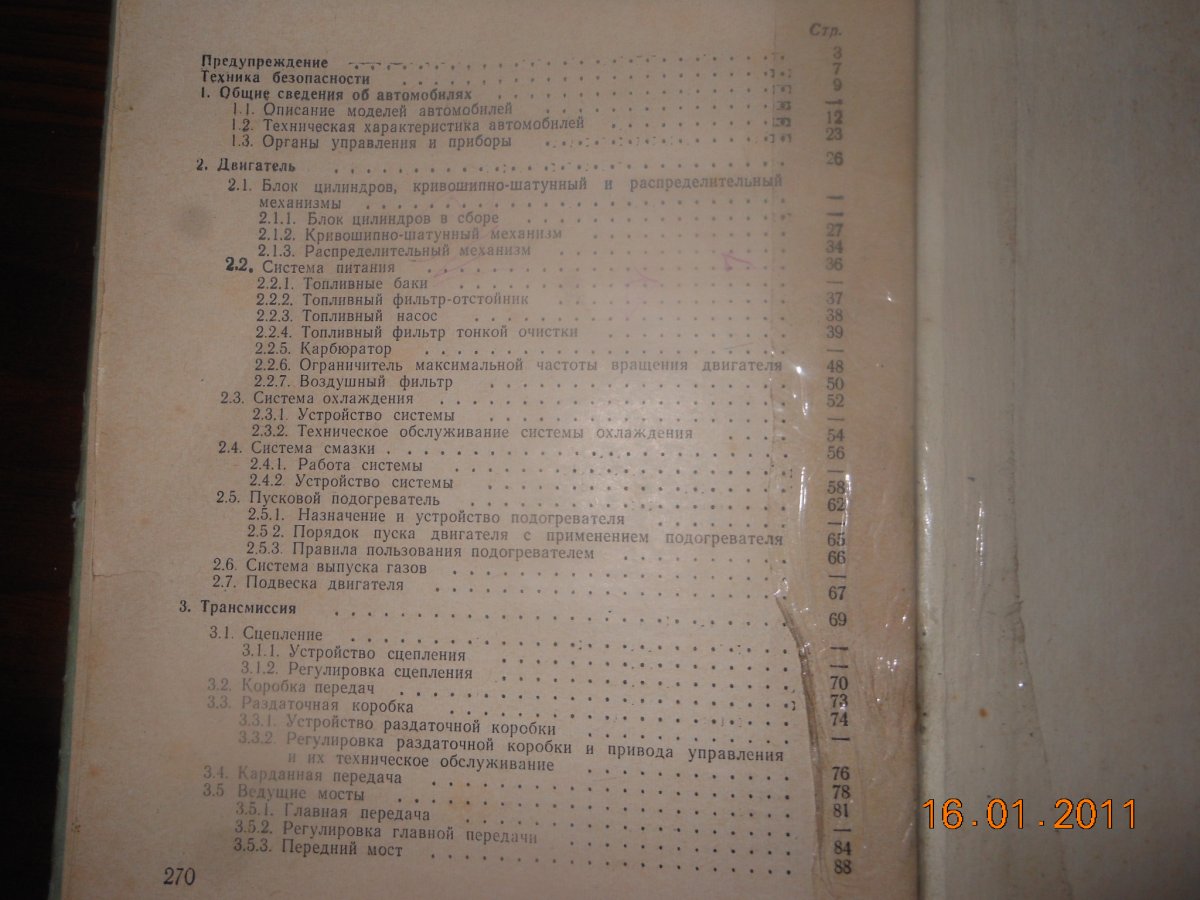 Стр.
Предупреждение . . . 3
Техника безопасности . . . 7
1. Общие сведения об автомобилях . . . 9
1.1. Описание моделей автомобилей . . . —
1.2. Техническая характеристика автомобилей . . . 12
1.3. Органы управления и приборы . . . 23
2. Двигатель . . . 26
2.1. Блок цилиндров, кривошипно-шатунный и распределительный
механизмы . . . —
2.1.1. Блок цилиндров в сборе . . . —
2.1.2. Кривошипно-шатунный механизм . . . 27
2.1.3. Распределительный механизм . . . 34
2.2. Система питания . . . 36
2.2.1. Топливные баки . . . —
2.2.2. Топливный фильтр-отстойник . . . 37
2.2.3. Топливный насос . . . 38
2.2.4. Топливный фильтр тонкой очистки . . . 39
2.2.5. Карбюратор . . . —
2.2.6. Ограничитель максимальной частоты вращения двигателя 48
2.2.7. Воздушный фильтр . . . 50
2.3. Система охлаждения . . . 52
2.3.1 Устройство системы . . . —
2.3.2. Техническое обслуживание системы охлаждения . . . 54
2.4. Система смазки . . . 56
2.4.1. Работа системы . . . —
2.4.2 Устройство системы . . . 58
2.5. Пусковой подогреватель . . . 62
2.5.1. Назначение и устройство подогревателя . . . —
2.5 2. Порядок пуска двигателя с применением подогревателя 65
2.5.3. Правила пользования подогревателем . . . 66
2.6. Система выпуска газов . . . —
2.7. Подвеска двигателя . . . 67
3. Трансмиссия . . . 69
3.1. Сцепление . . . —
3.1.1. Устройство сцепления . . . —
3.1.2. Регулировка сцепления . . . 70
3.2. Коробка передач . . . 73
3.3. Раздаточная коробка . . . 74
3.3.1. Устройство раздаточной коробки . . . —
3.3.2. Регулировка раздаточной коробки и привода управления
и их техническое обслуживание . . . 76
3.4. Карданная передача . . . 78
3.5 Ведущие мосты . . . 81
3.5.1. Главная передача . . . —
3.5.2. Регулировка главной передачи . . . 84
3.5.3. Передний мост . . . 88
270
16.01.2011